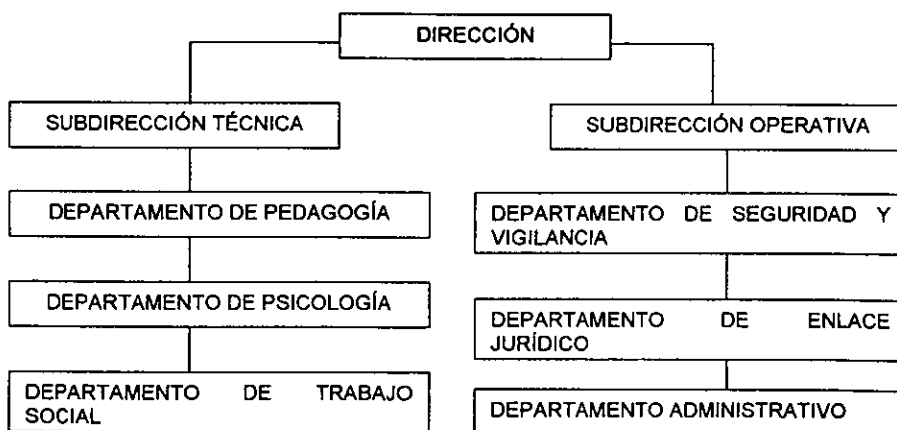 DIRECCIÓN
SUBDIRECCIÓN TÉCNICA
SUBDIRECCIÓN OPERATIVA
DEPARTAMENTO DE PEDAGOGÍA
DEPARTAMENTO DE SEGURIDAD Y
VIGILANCIA
DEPARTAMENTO DE PSICOLOGÍA
DEPARTAMENTO DE ENLACE
JURÍDICO
DEPARTAMENTO DE TRABAJO
SOCIAL
DEPARTAMENTO ADMINISTRATIVO